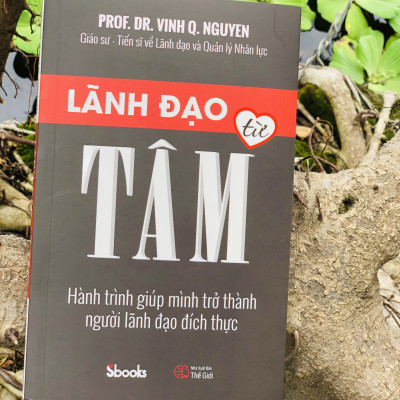 PROF. DR. VINH Q. NGUYEN
Giáo sư - Tiến sĩ về Lãnh đạo và Quản lý Nhân lực
LÃNH ĐẠO
từ
TÂM
Hành trình giúp mình trở thành
người lãnh đạo đích thực
Sbooks
Nhà Xuất Bản
Thế Giới